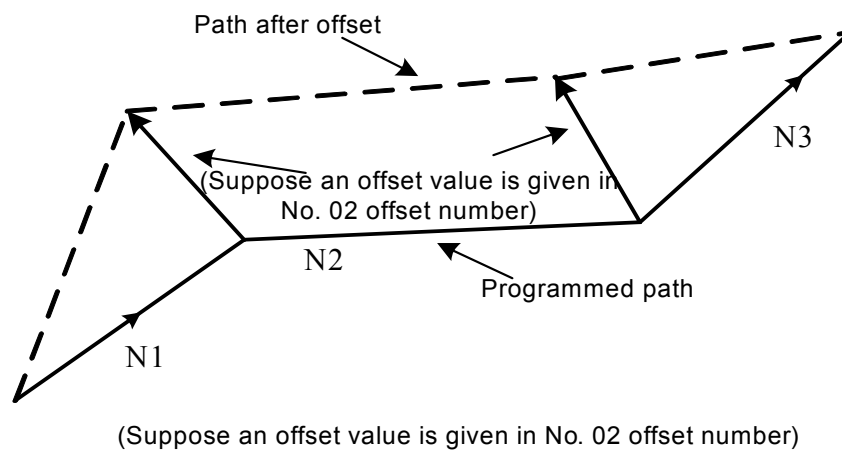 Path after offset
N3
(Suppose an offset value is given in
No. 02 offset number)
N2
Programmed path
N1
(Suppose an offset value is given in No. 02 offset number)